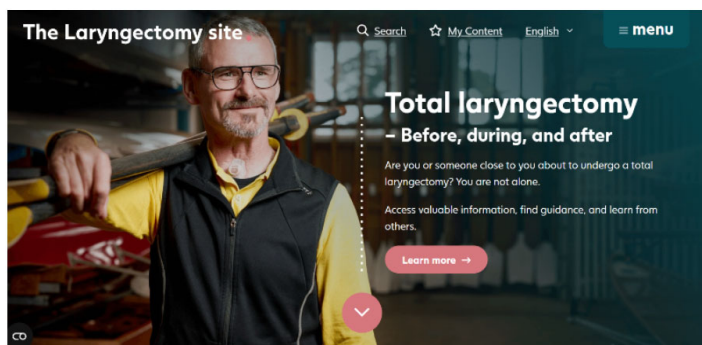 The Laryngectomy site
Search
My Content
English
menu
Total laryngectomy
– Before, during, and after
Are you or someone close to you about to undergo a total
laryngectomy? You are not alone.
Access valuable information, find guidance, and learn from
others.
Learn more →